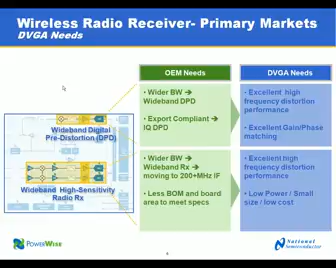 Wireless Radio Receiver- Primary Markets
DVGA Needs
OEM Needs
DVGA Needs
• Wider BW ➔
Wideband DPD
• Export Compliant ➔
IQ DPD
• Excellent high
frequency distortion
performance
• Excellent Gain/Phase
matching
Wideband Digital
Pre-Distortion (DPD)
• Wider BW ➔
Wideband Rx ➔
moving to 200+MHz IF
• Less BOM and board
area to meet specs
• Excellent high
frequency distortion
performance
• Low Power / Small
size / low cost
Wideband High-Sensitivity
Radio Rx
PowerWise
National
Semiconductor